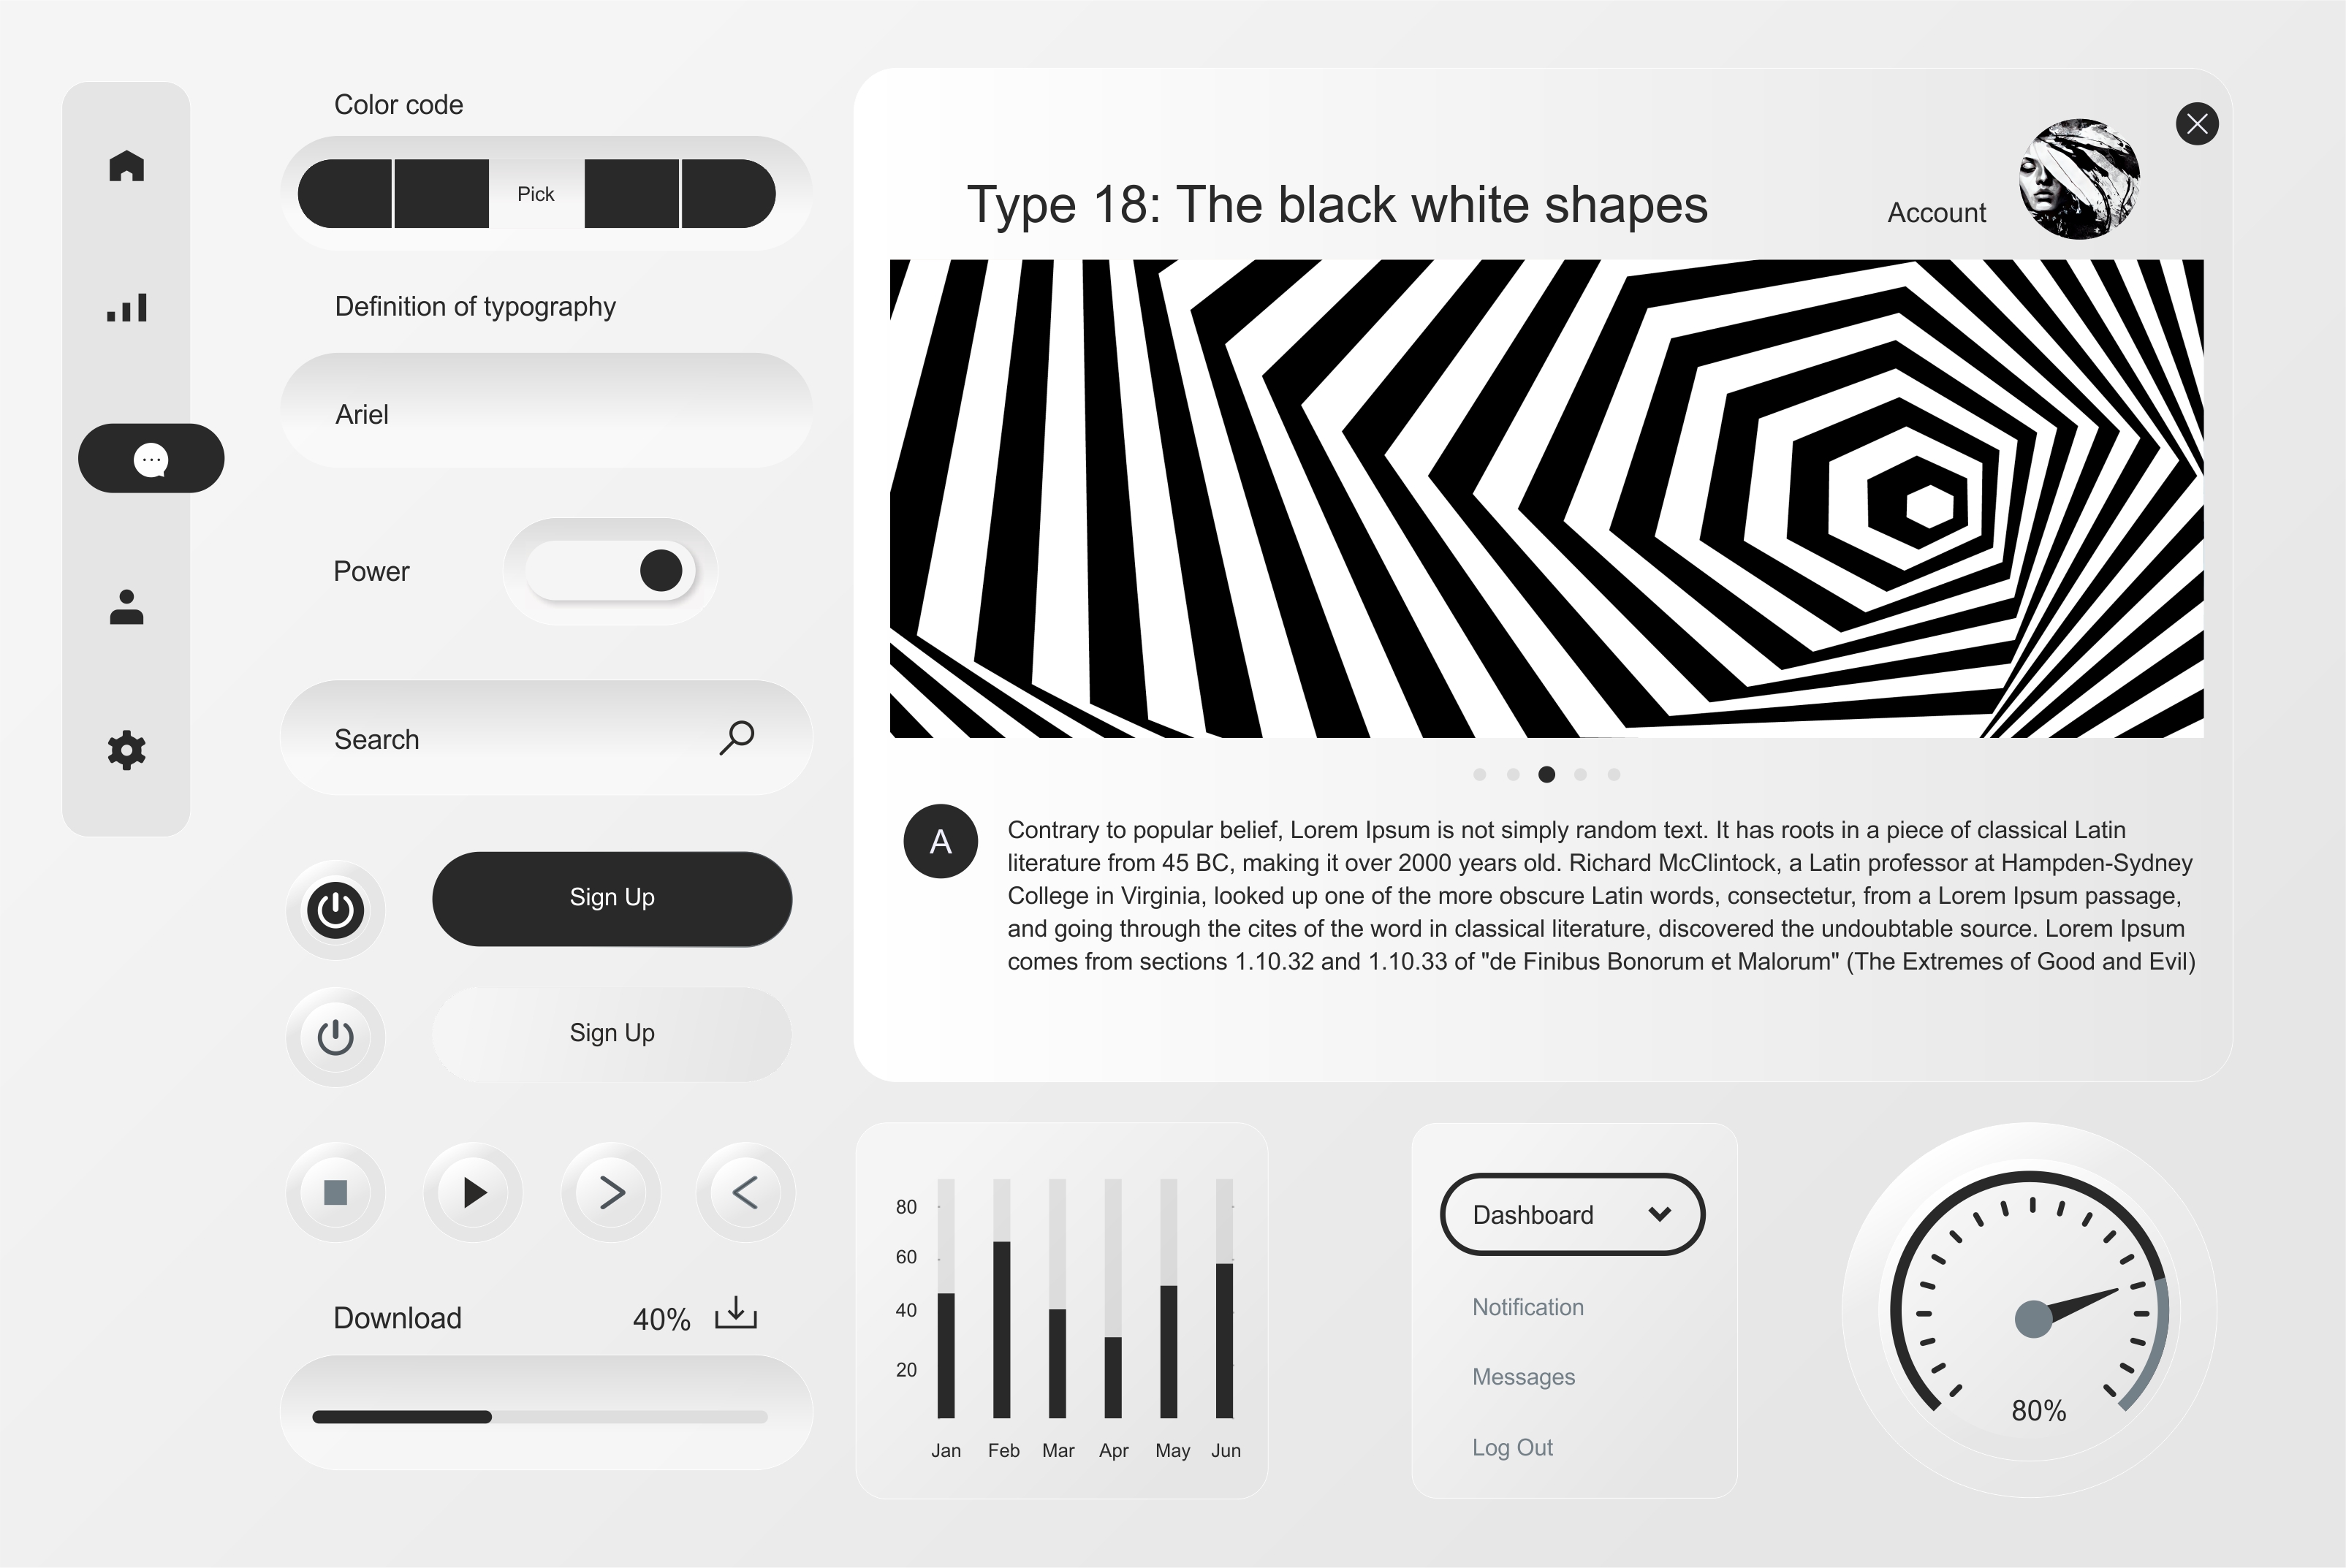 Color code
Pick
Definition of typography
Ariel
Power
Search
Sign Up
Sign Up
Download 40%
Type 18: The black white shapes
Account
A
Contrary to popular belief, Lorem Ipsum is not simply random text. It has roots in a piece of classical Latin
literature from 45 BC, making it over 2000 years old. Richard McClintock, a Latin professor at Hampden-Sydney
College in Virginia, looked up one of the more obscure Latin words, consectetur, from a Lorem Ipsum passage,
and going through the cites of the word in classical literature, discovered the undoubtable source. Lorem Ipsum
comes from sections 1.10.32 and 1.10.33 of "de Finibus Bonorum et Malorum" (The Extremes of Good and Evil)
80
60
40
20
Jan Feb Mar Apr May Jun
Dashboard
Notification
Messages
Log Out
80%